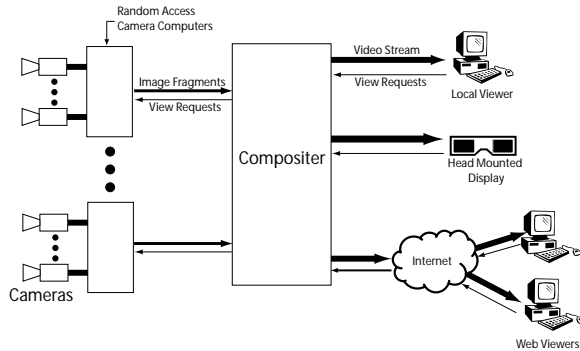 Random Access
Camera Computers
Image Fragments
View Requests
Cameras
Compositer
Video Stream
View Requests
Local Viewer
Head Mounted
Display
Internet
Web Viewers